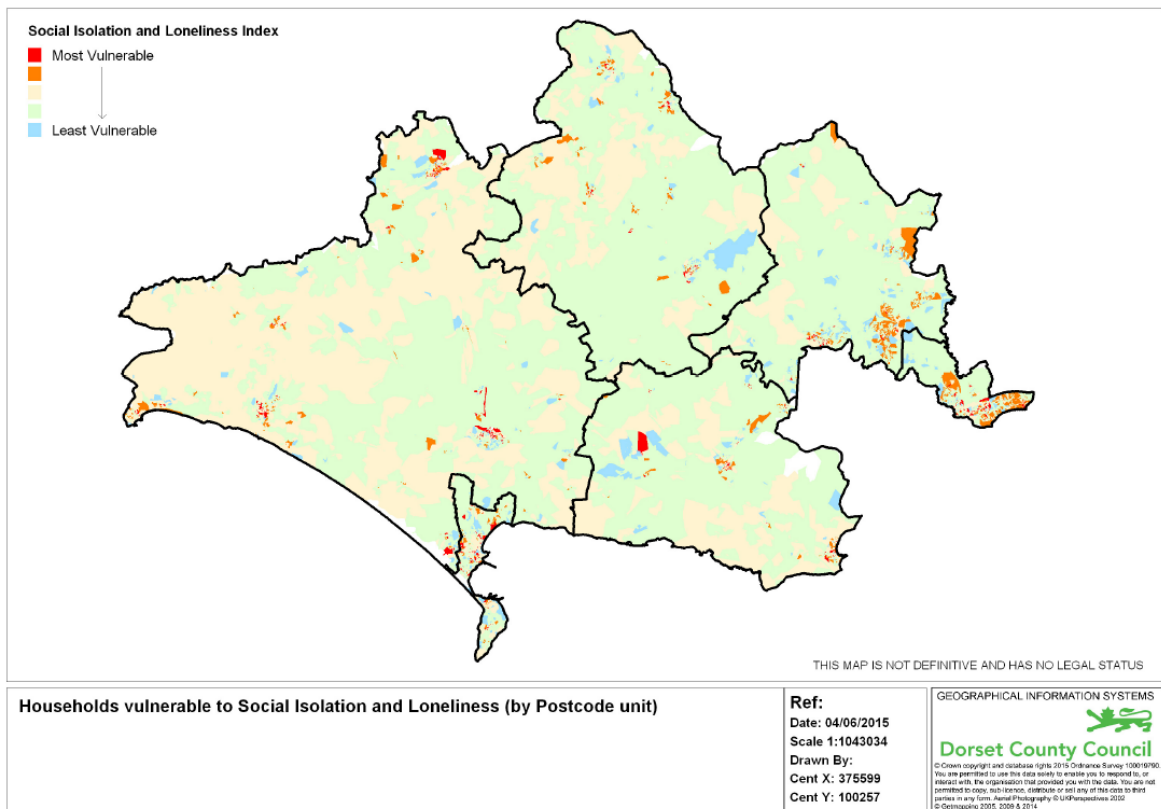 Social Isolation and Loneliness Index
Most Vulnerable
Least Vulnerable
THIS MAP IS NOT DEFINITIVE AND HAS NO LEGAL STATUS
Households vulnerable to Social Isolation and Loneliness (by Postcode unit)
Ref:
Date: 04/06/2015
Scale 1:1043034
Drawn By:
Cent X: 375599
Cent Y: 100257
GEOGRAPHICAL INFORMATION SYSTEMS
Dorset County Council
© Crown copyright and database rights 2015 Ordnance Survey 100019790.
You are permitted to use this data solely to enable you to respond to, or
interact with, the organisation that provided you with the data. You are not
permitted to copy, sub-licence, distribute or sell any of this data to third
parties in any form. Aerial Photography © UKPerspectives 2002
© Getmapping 2005, 2009 & 2014